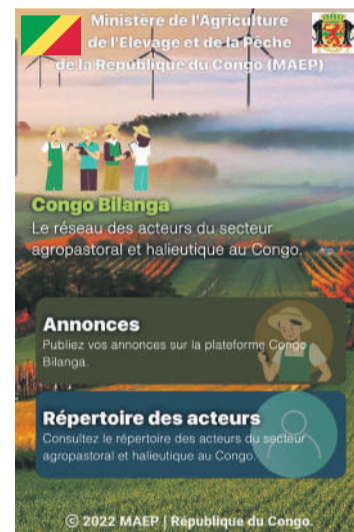 Ministère de l'Agriculture
de l'Elevage et de la Pêche
de la République du Congo (MAEP)
Congo Bilanga
Le réseau des acteurs du secteur
agropastoral et halieutique au Congo.
Annonces
Publiez vos annonces sur la plateforme Congo
Bilanga.
Répertoire des acteurs
Consultez le répertoire des acteurs du secteur
agropastoral et halieutique au Congo.
© 2022 MAEP | République du Congo.